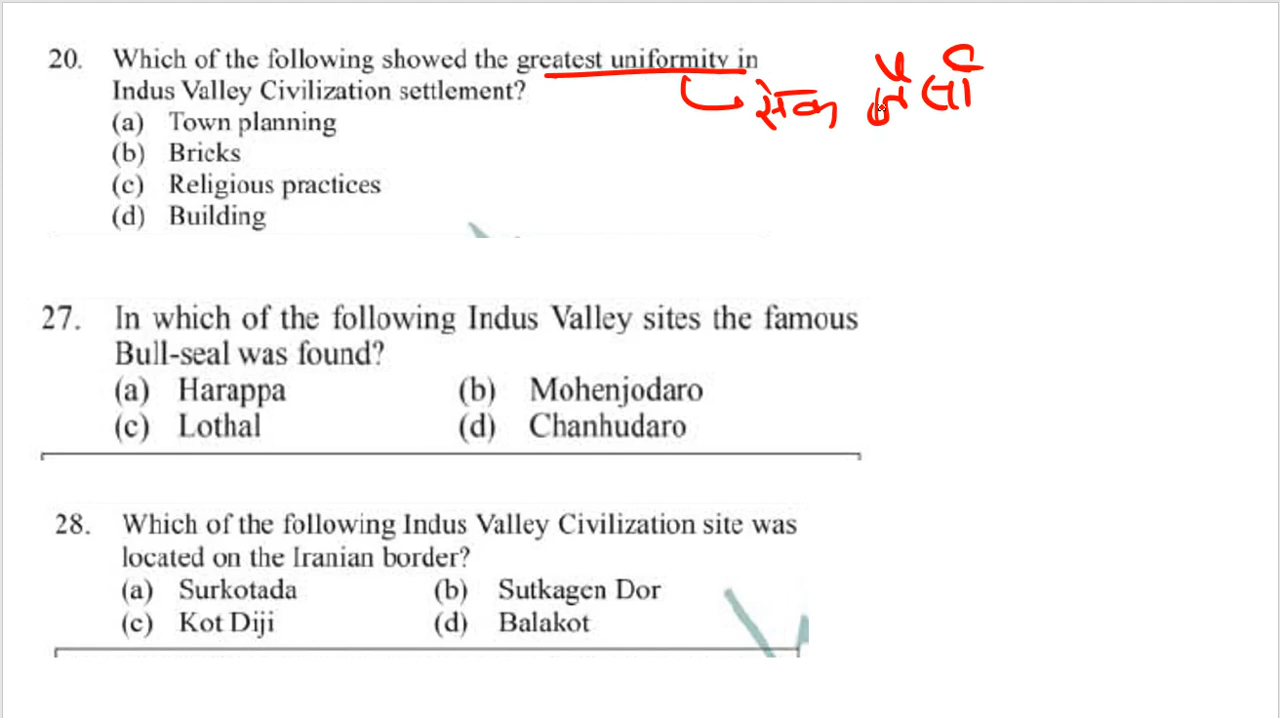 20. Which of the following showed the greatest uniformity in
Indus Valley Civilization settlement?
(a) Town planning
(b) Bricks
(c) Religious practices
(d) Building
27. In which of the following Indus Valley sites the famous
Bull-seal was found?
(a) Harappa (b) Mohenjodaro
(c) Lothal (d) Chanhudaro
28. Which of the following Indus Valley Civilization site was
located on the Iranian border?
(a) Surkotada (b) Sutkagen Dor
(c) Kot Diji (d) Balakot